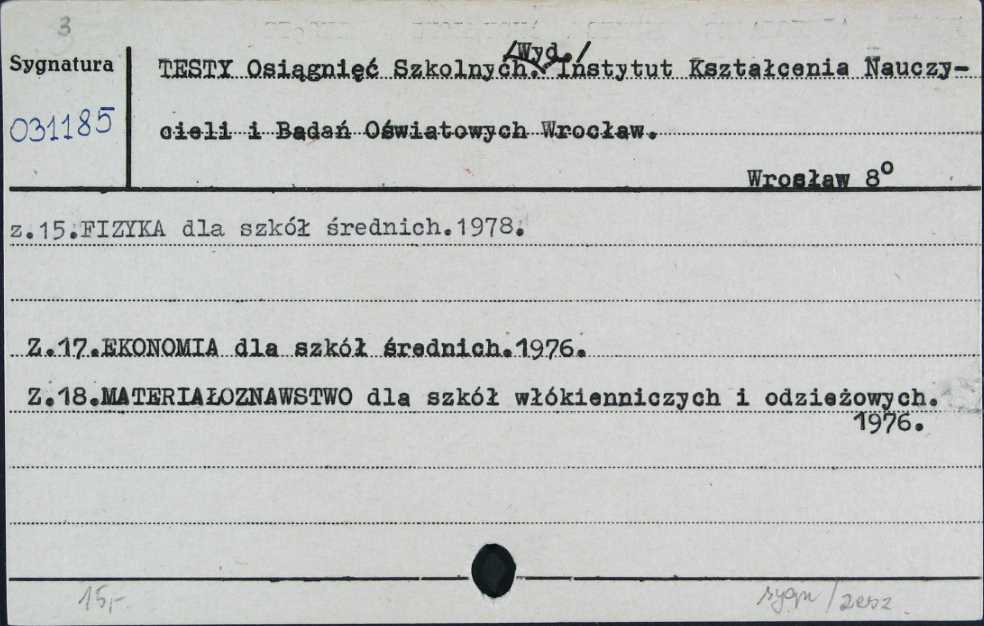 3
Sygnatura
031185
TESTY Osiągnięć Szkolnych. /Wyd./ Instytut Kształcenia Nauczy-
cieli i Badań Oświatowych Wrocław.
Wrosław 8°
z.15.FIZYKA dla szkół średnich.1978.
Z.17.EKONOMIA dla szkół średnich.1976.
Z.18.MATERIAŁOZNAWSTWO dla szkół włókienniczych i odzieżowych.
1976.
15,-
sygn/zesz.